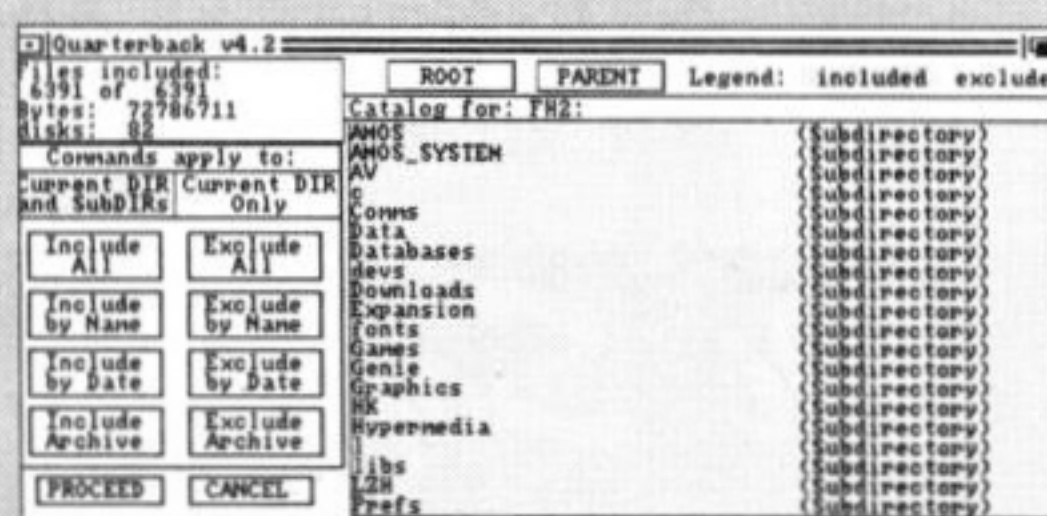 Quarterback v4.2
Files included:
6391 of 6391
Bytes: 72786711
disks: 82
Commands apply to:
Current DIR and SubDIRs
Current DIR Only
Include All
Exclude All
Include by Name
Exclude by Name
Include by Date
Exclude by Date
Include Archive
Exclude Archive
PROCEED
CANCEL
ROOT
PARENT
Legend: included exclude
Catalog for: FH2:
AMOS (Subdirectory)
AMOS_SYSTEM (Subdirectory)
AV (Subdirectory)
c (Subdirectory)
Comms (Subdirectory)
Data (Subdirectory)
Databases (Subdirectory)
devs (Subdirectory)
Downloads (Subdirectory)
Expansion (Subdirectory)
fonts (Subdirectory)
Games (Subdirectory)
Genie (Subdirectory)
Graphics (Subdirectory)
HK (Subdirectory)
Hypermedia (Subdirectory)
l (Subdirectory)
libs (Subdirectory)
LZH (Subdirectory)
Prefs (Subdirectory)